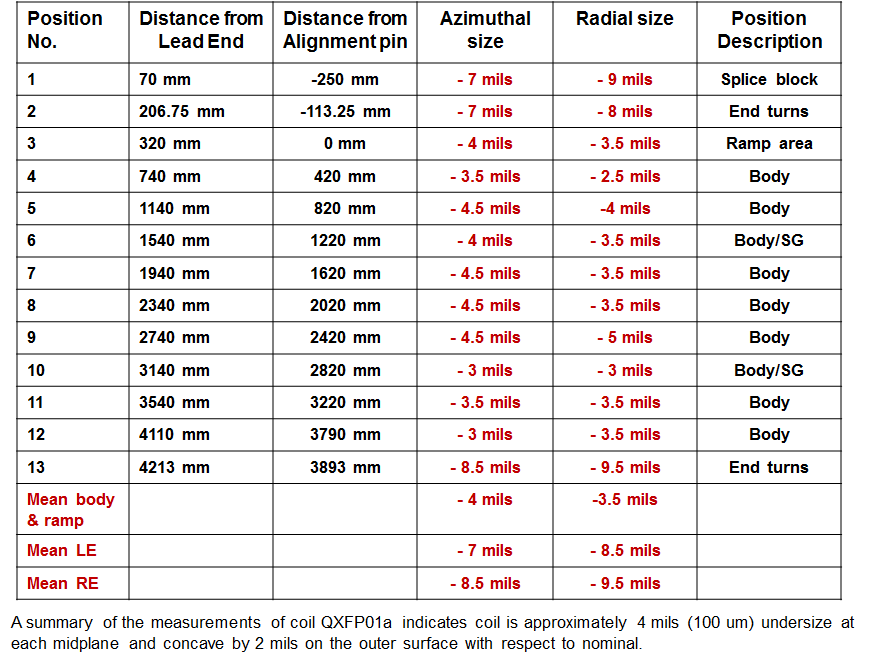 Position No. Distance from Lead End Distance from Alignment pin Azimuthal size Radial size Position Description
1 70 mm -250 mm - 7 mils - 9 mils Splice block
2 206.75 mm -113.25 mm - 7 mils - 8 mils End turns
3 320 mm 0 mm - 4 mils - 3.5 mils Ramp area
4 740 mm 420 mm - 3.5 mils - 2.5 mils Body
5 1140 mm 820 mm - 4.5 mils -4 mils Body
6 1540 mm 1220 mm - 4 mils - 3.5 mils Body/SG
7 1940 mm 1620 mm - 4.5 mils - 3.5 mils Body
8 2340 mm 2020 mm - 4.5 mils - 3.5 mils Body
9 2740 mm 2420 mm - 4.5 mils - 5 mils Body
10 3140 mm 2820 mm - 3 mils - 3 mils Body/SG
11 3540 mm 3220 mm - 3.5 mils - 3.5 mils Body
12 4110 mm 3790 mm - 3 mils - 3.5 mils Body
13 4213 mm 3893 mm - 8.5 mils - 9.5 mils End turns
Mean body & ramp - 4 mils -3.5 mils
Mean LE - 7 mils - 8.5 mils
Mean RE - 8.5 mils - 9.5 mils
A summary of the measurements of coil QXFP01a indicates coil is approximately 4 mils (100 um) undersize at
each midplane and concave by 2 mils on the outer surface with respect to nominal.